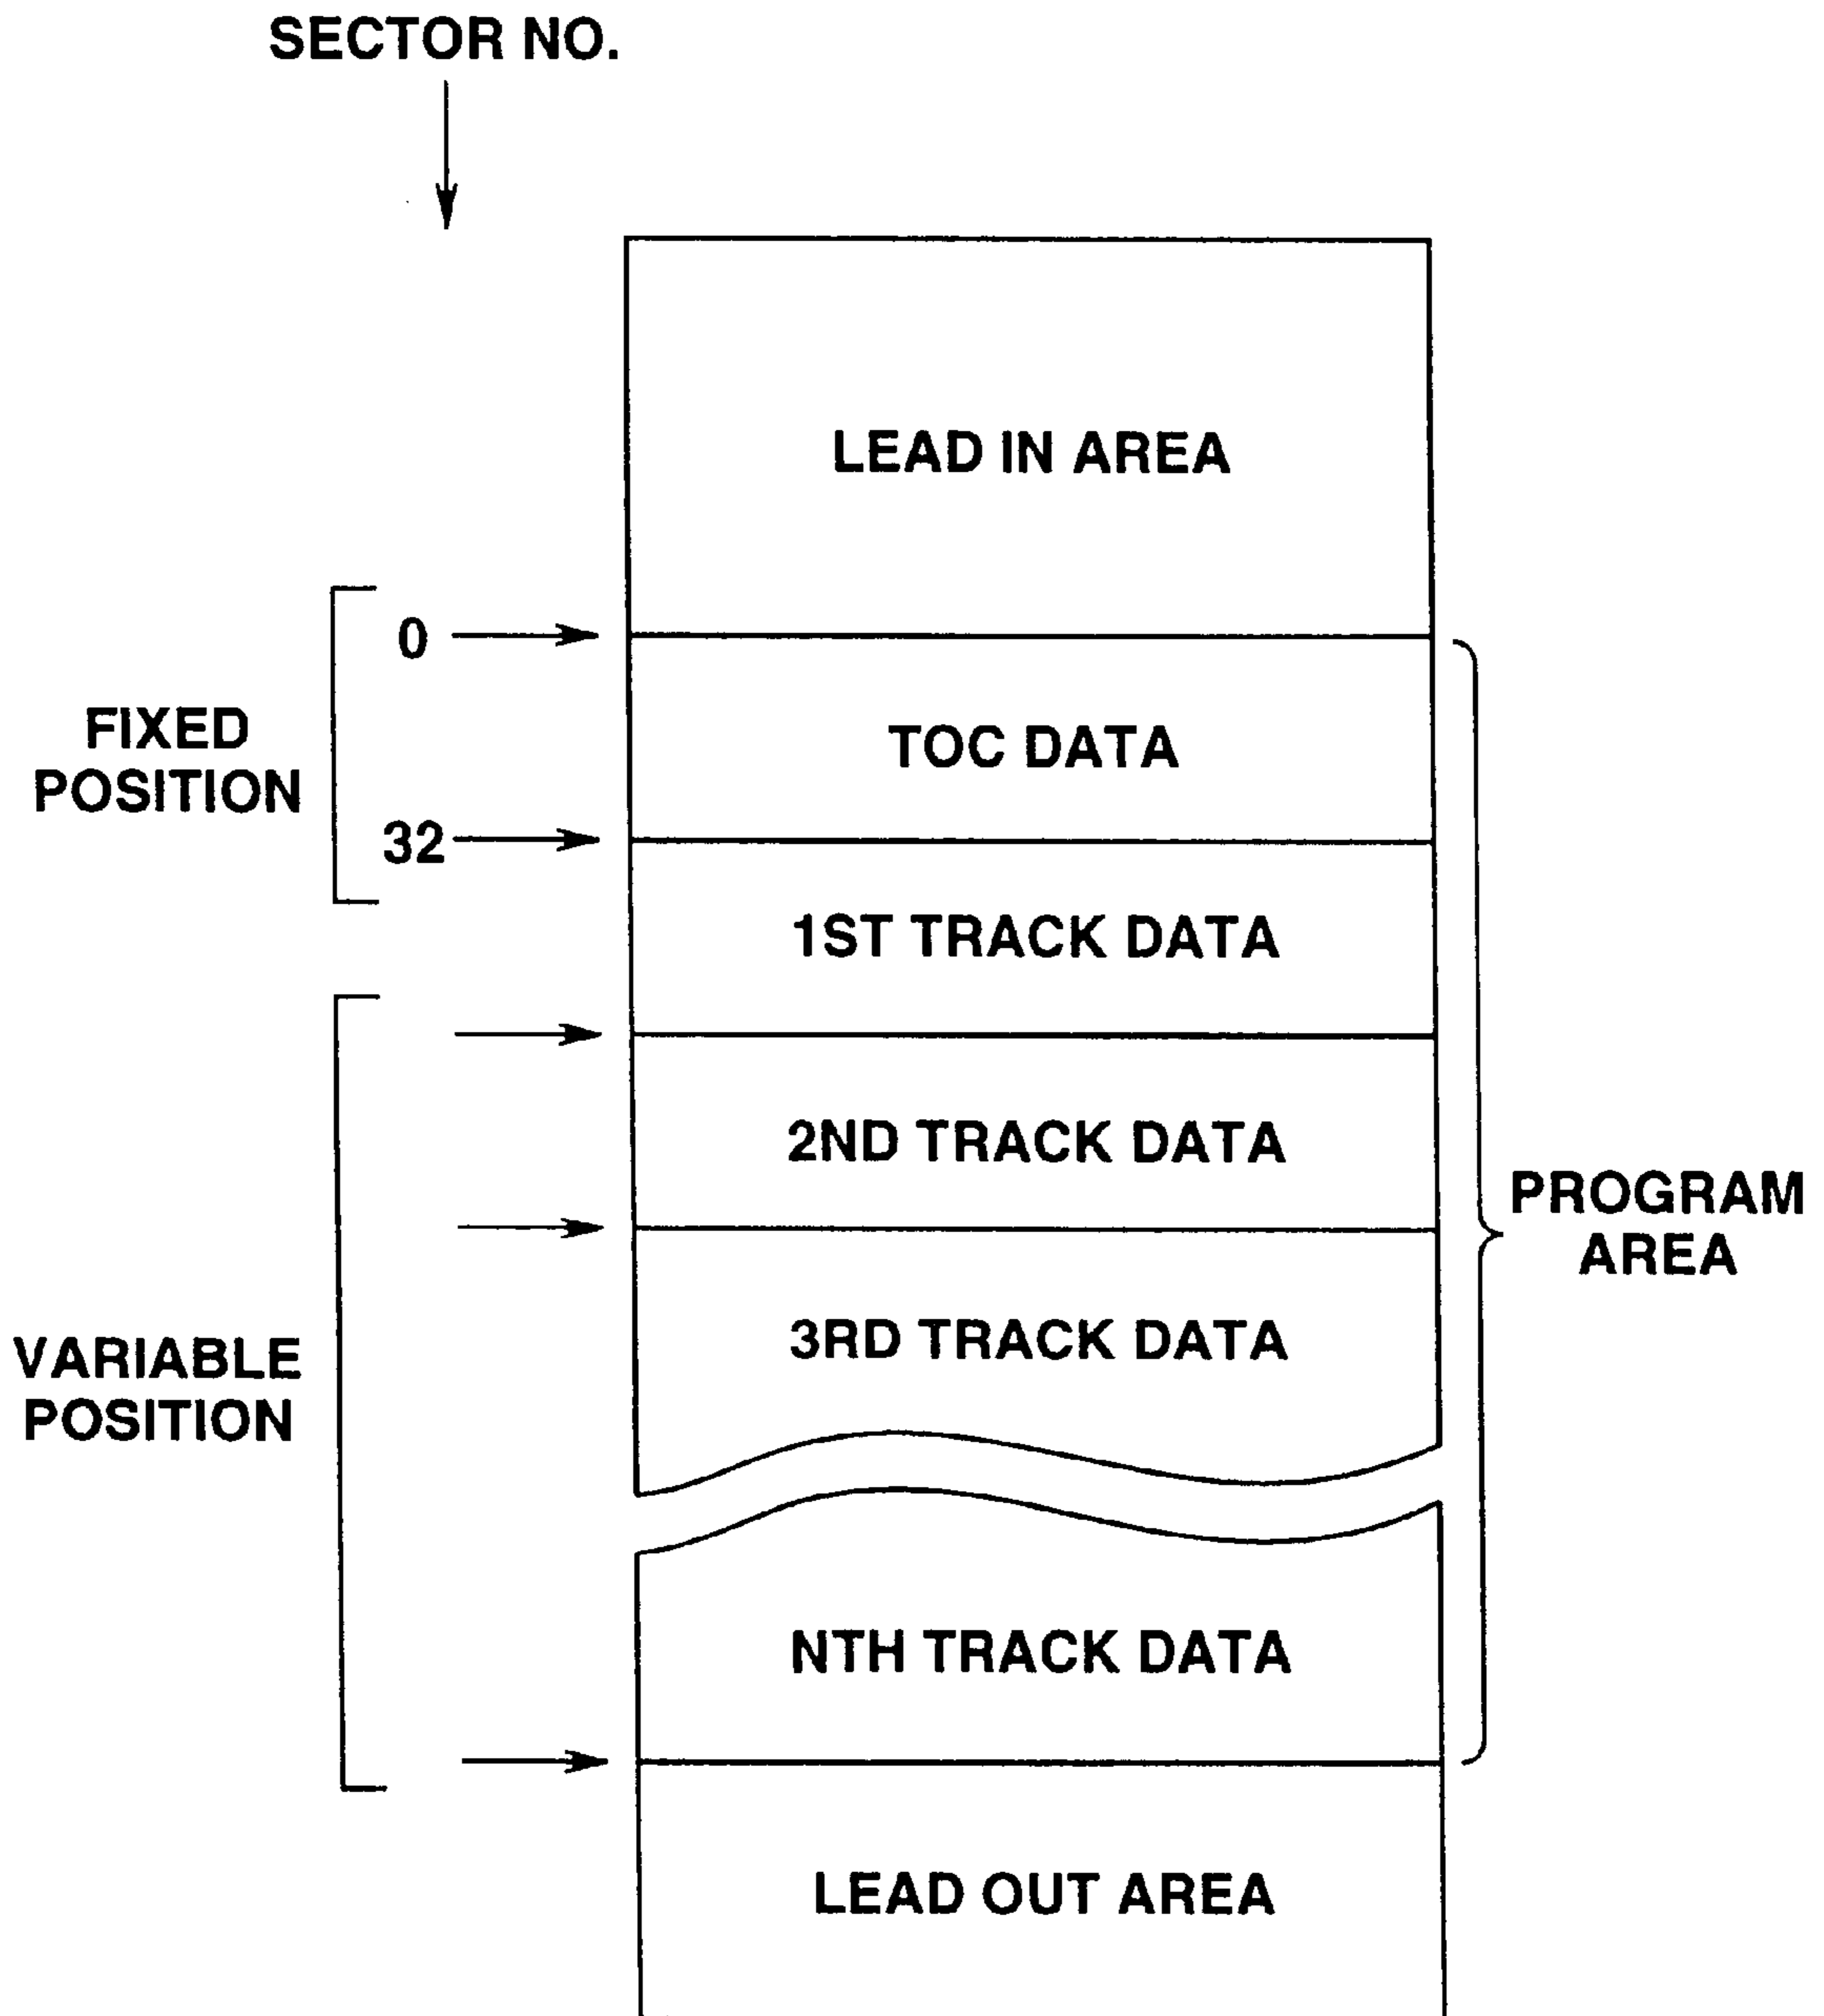 SECTOR NO.
LEAD IN AREA
0
FIXED
POSITION
TOC DATA
32
1ST TRACK DATA
2ND TRACK DATA
PROGRAM
AREA
3RD TRACK DATA
VARIABLE
POSITION
NTH TRACK DATA
LEAD OUT AREA